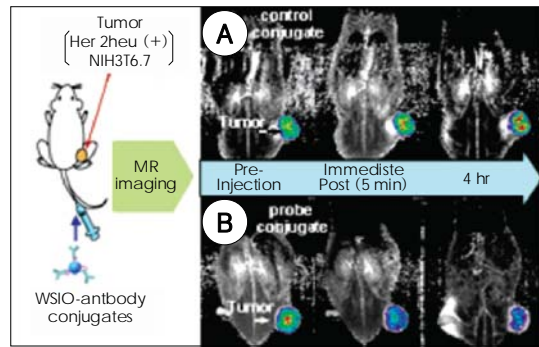 Tumor
Her 2heu (+)
NIH3T6.7
MR
imaging
WSIO-antbody
conjugates
A
control
conjugate
Tumor
Pre-
Injection
Immediste
Post (5 min)
4 hr
B
probe
conjugate
Tumor